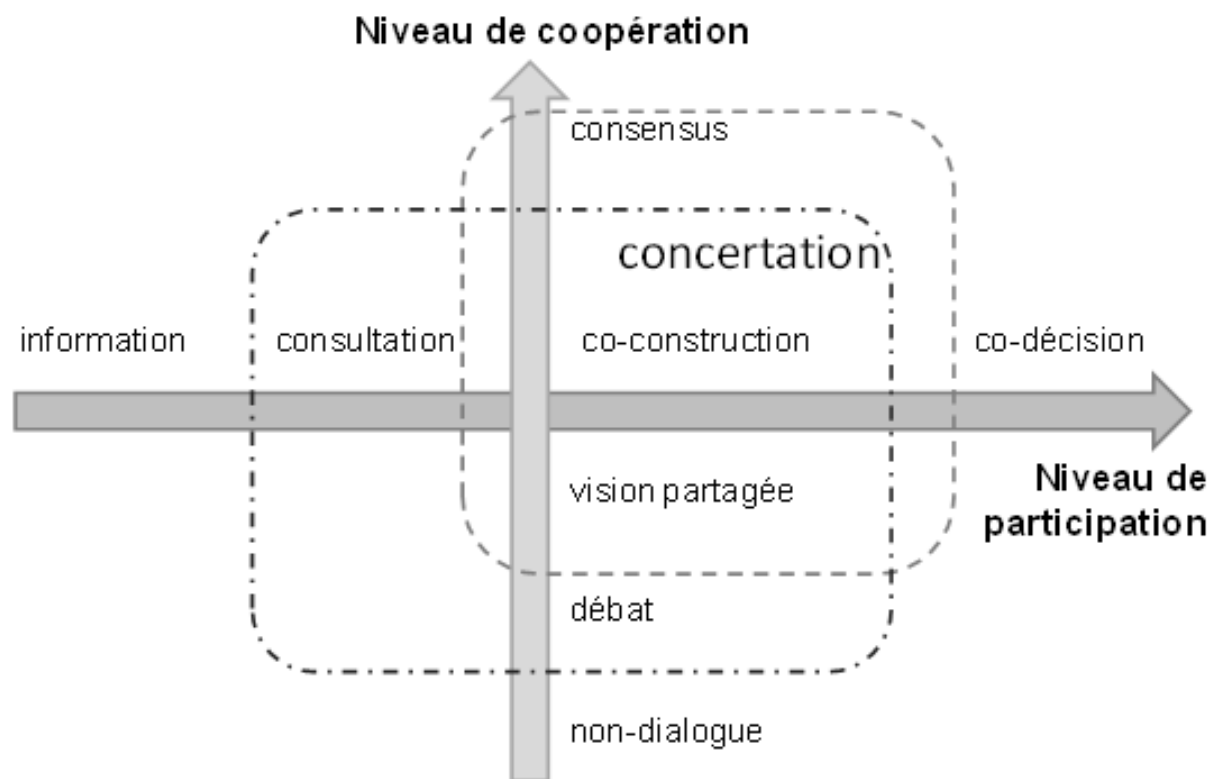 Niveau de coopération
consensus
concertation
information
consultation
co-construction
co-décision
Niveau de
participation
vision partagée
débat
non-dialogue